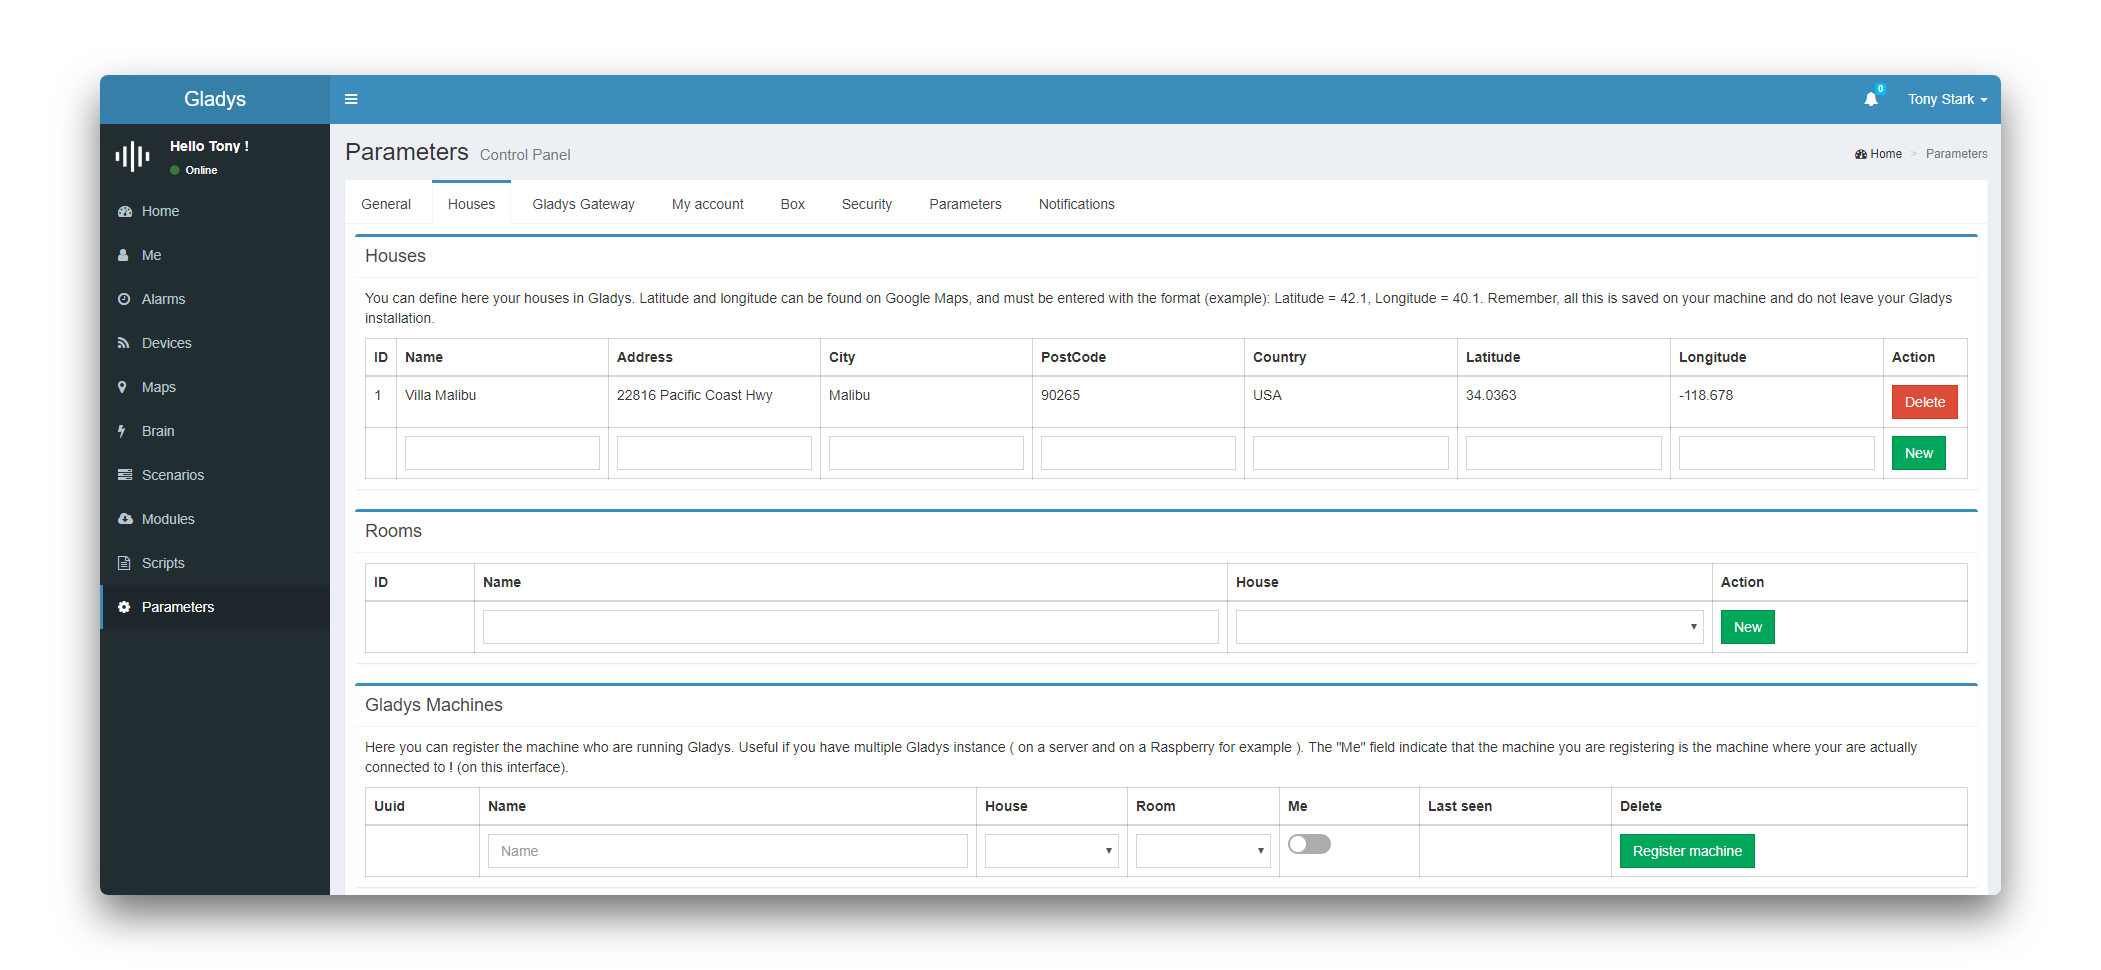 Gladys
0
Tony Stark
Hello Tony !
Online
Home
Me
Alarms
Devices
Maps
Brain
Scenarios
Modules
Scripts
Parameters
Parameters Control Panel
Home > Parameters
General Houses Gladys Gateway My account Box Security Parameters Notifications
Houses
You can define here your houses in Gladys. Latitude and longitude can be found on Google Maps, and must be entered with the format (example): Latitude = 42.1, Longitude = 40.1. Remember, all this is saved on your machine and do not leave your Gladys
installation.
ID Name Address City PostCode Country Latitude Longitude Action
1 Villa Malibu 22816 Pacific Coast Hwy Malibu 90265 USA 34.0363 -118.678 Delete
New
Rooms
ID Name House Action
New
Gladys Machines
Here you can register the machine who are running Gladys. Useful if you have multiple Gladys instance ( on a server and on a Raspberry for example ). The "Me" field indicate that the machine you are registering is the machine where your are actually
connected to ! (on this interface).
Uuid Name House Room Me Last seen Delete
Name Register machine